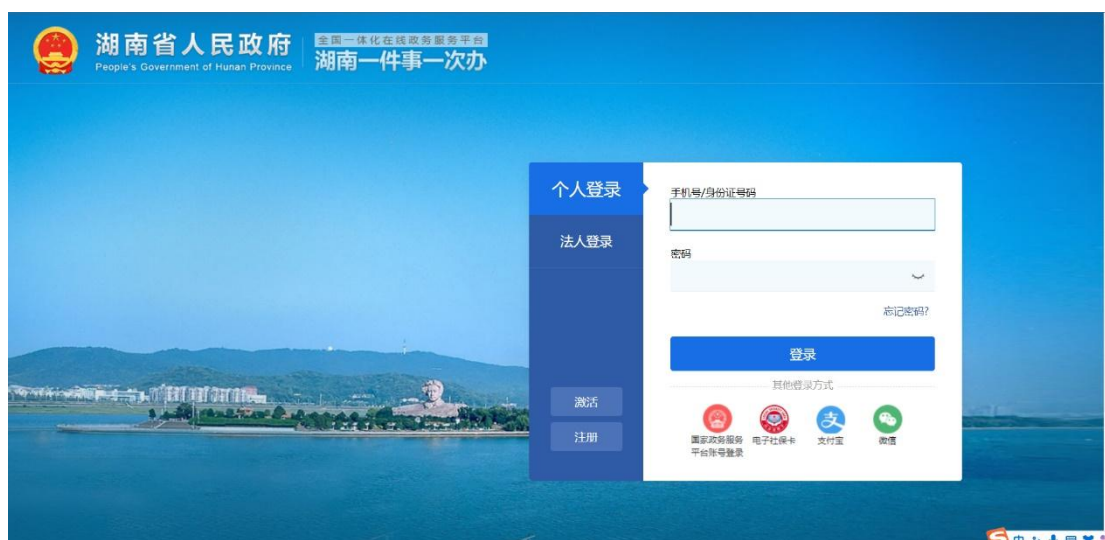 湖南省人民政府
People's Government of Hunan Province
全国一体化在线政务服务平台
湖南一件事一次办
个人登录
法人登录
激活
注册
手机号/身份证号码
密码
忘记密码?
登录
其他登录方式
国家政务服务
平台账号登录
电子社保卡
支付宝
微信
中